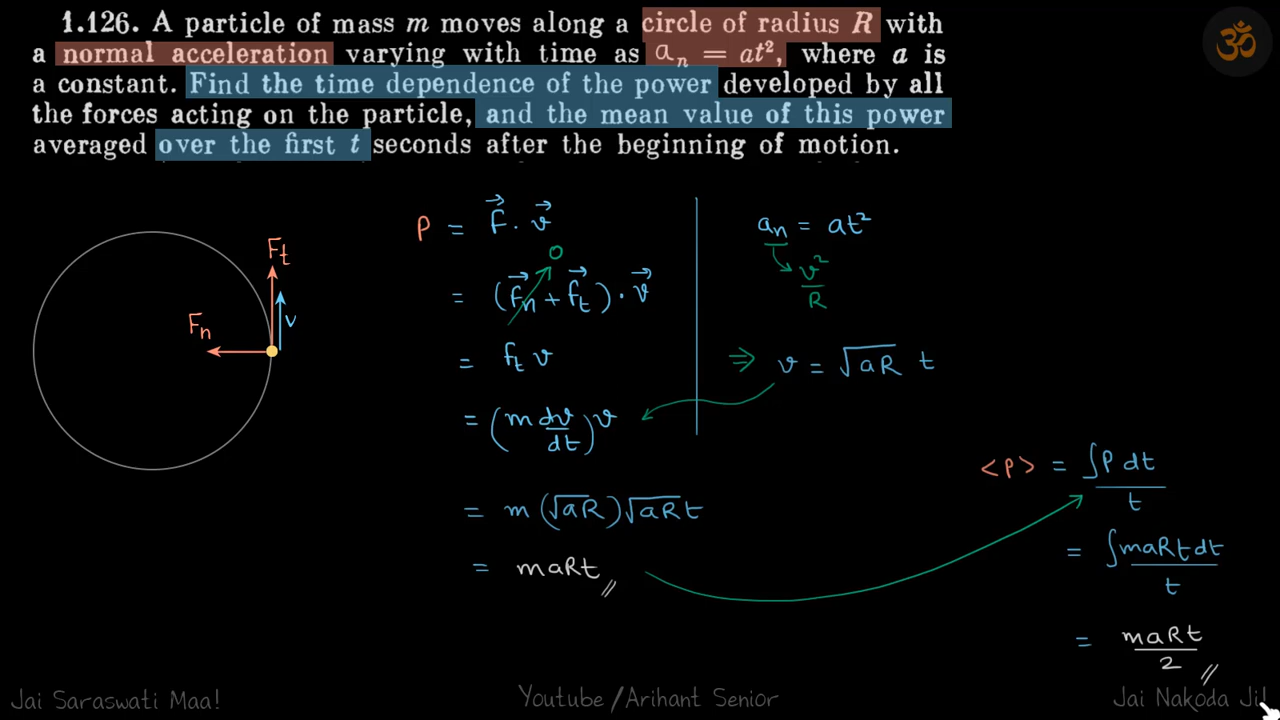 1.126. A particle of mass m moves along a circle of radius R with
a normal acceleration varying with time as aₙ = at², where a is
a constant. Find the time dependence of the power developed by all
the forces acting on the particle, and the mean value of this power
averaged over the first t seconds after the beginning of motion.
ॐ
Fₜ
Fₙ
v
P = F⃗ · v⃗
0
= (F⃗ₙ + F⃗ₜ) · v⃗
= fₜ v
= (m dv/dt) v
= m (√aR) √aR t
= maRt //
aₙ = at²
v²/R
⇒ v = √aR t
<P> = ∫P dt / t
= ∫maRt dt / t
= maRt / 2 //
Jai Saraswati Maa!
Youtube /Arihant Senior
Jai Nakoda Ji!